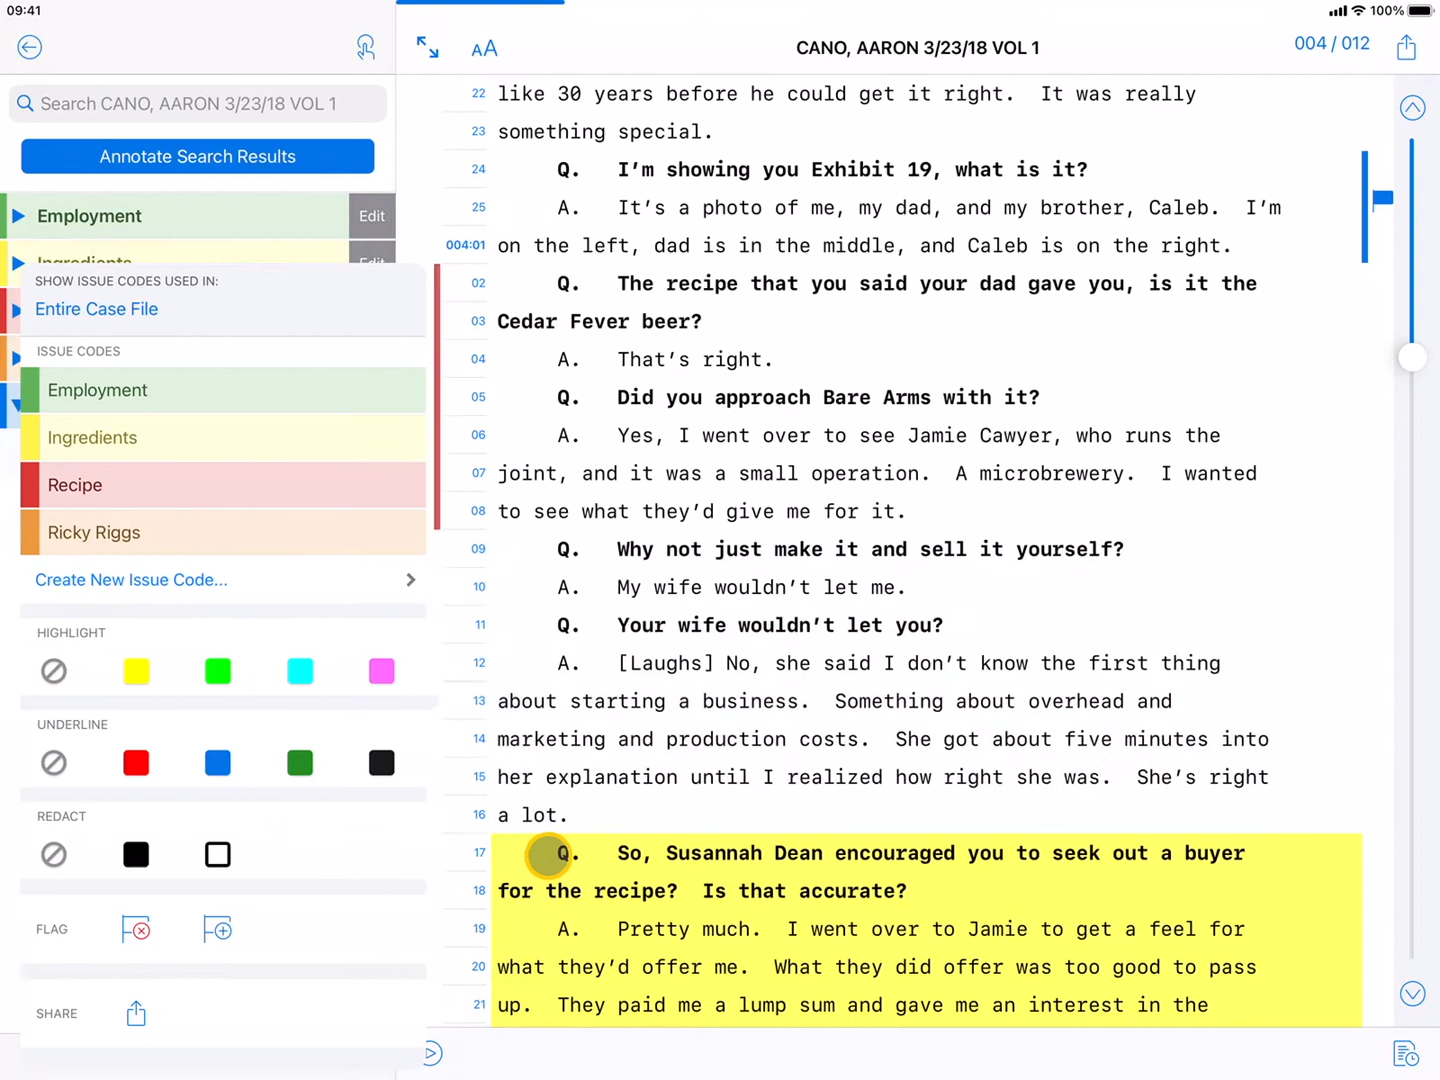 09:41
100%
AA
CANO, AARON 3/23/18 VOL 1
004 / 012
Search CANO, AARON 3/23/18 VOL 1
Annotate Search Results
Employment
Edit
Ingredients
Edit
SHOW ISSUE CODES USED IN:
Entire Case File
ISSUE CODES
Employment
Ingredients
Recipe
Ricky Riggs
Create New Issue Code...
HIGHLIGHT
UNDERLINE
REDACT
FLAG
SHARE
22 like 30 years before he could get it right. It was really
23 something special.
24 Q. I'm showing you Exhibit 19, what is it?
25 A. It's a photo of me, my dad, and my brother, Caleb. I'm
004:01 on the left, dad is in the middle, and Caleb is on the right.
02 Q. The recipe that you said your dad gave you, is it the
03 Cedar Fever beer?
04 A. That's right.
05 Q. Did you approach Bare Arms with it?
06 A. Yes, I went over to see Jamie Cawyer, who runs the
07 joint, and it was a small operation. A microbrewery. I wanted
08 to see what they'd give me for it.
09 Q. Why not just make it and sell it yourself?
10 A. My wife wouldn't let me.
11 Q. Your wife wouldn't let you?
12 A. [Laughs] No, she said I don't know the first thing
13 about starting a business. Something about overhead and
14 marketing and production costs. She got about five minutes into
15 her explanation until I realized how right she was. She's right
16 a lot.
17 Q. So, Susannah Dean encouraged you to seek out a buyer
18 for the recipe? Is that accurate?
19 A. Pretty much. I went over to Jamie to get a feel for
20 what they'd offer me. What they did offer was too good to pass
21 up. They paid me a lump sum and gave me an interest in the